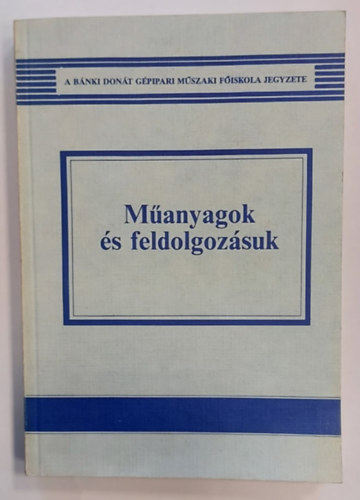 A BÁNKI DONÁT GÉPIPARI MŰSZAKI FŐISKOLA JEGYZETE
Műanyagok
és feldolgozásuk